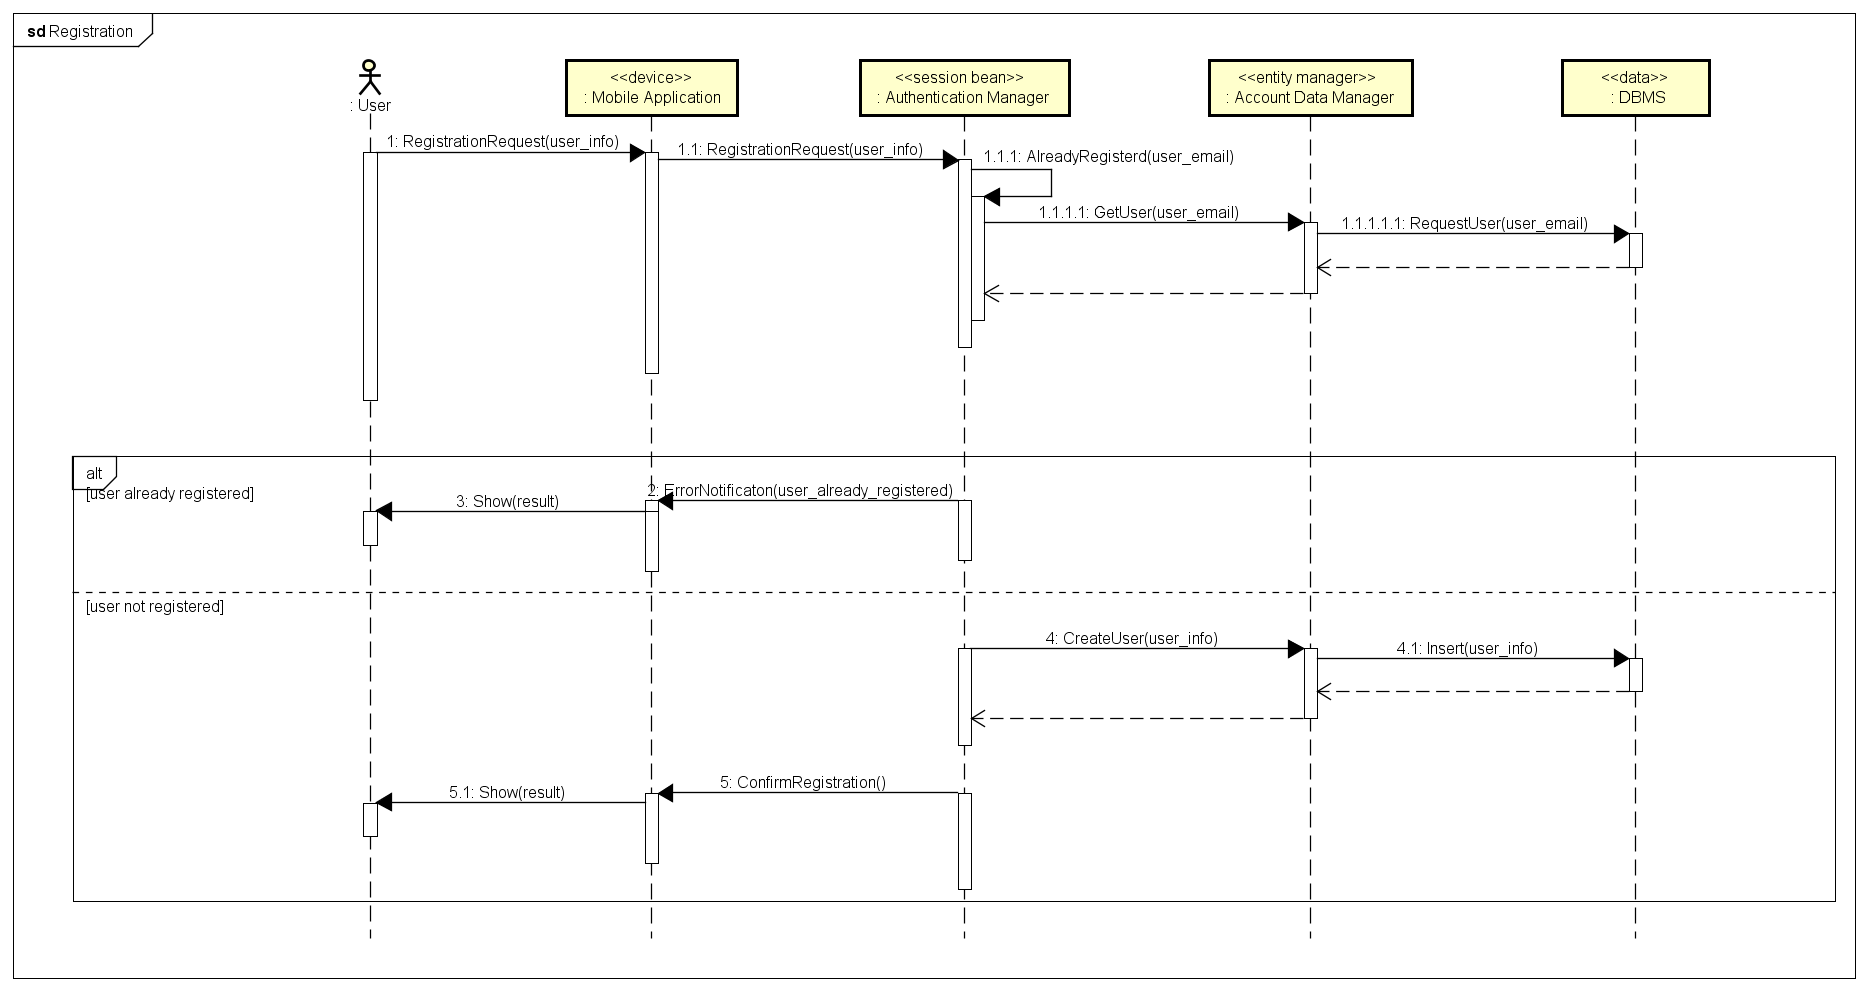 sd Registration
: User
<<device>>
: Mobile Application
<<session bean>>
: Authentication Manager
<<entity manager>>
: Account Data Manager
<<data>>
: DBMS
1: RegistrationRequest(user_info)
1.1: RegistrationRequest(user_info)
1.1.1: AlreadyRegisterd(user_email)
1.1.1.1: GetUser(user_email)
1.1.1.1.1: RequestUser(user_email)
alt
[user already registered]
2: ErrorNotificaton(user_already_registered)
3: Show(result)
[user not registered]
4: CreateUser(user_info)
4.1: Insert(user_info)
5: ConfirmRegistration()
5.1: Show(result)